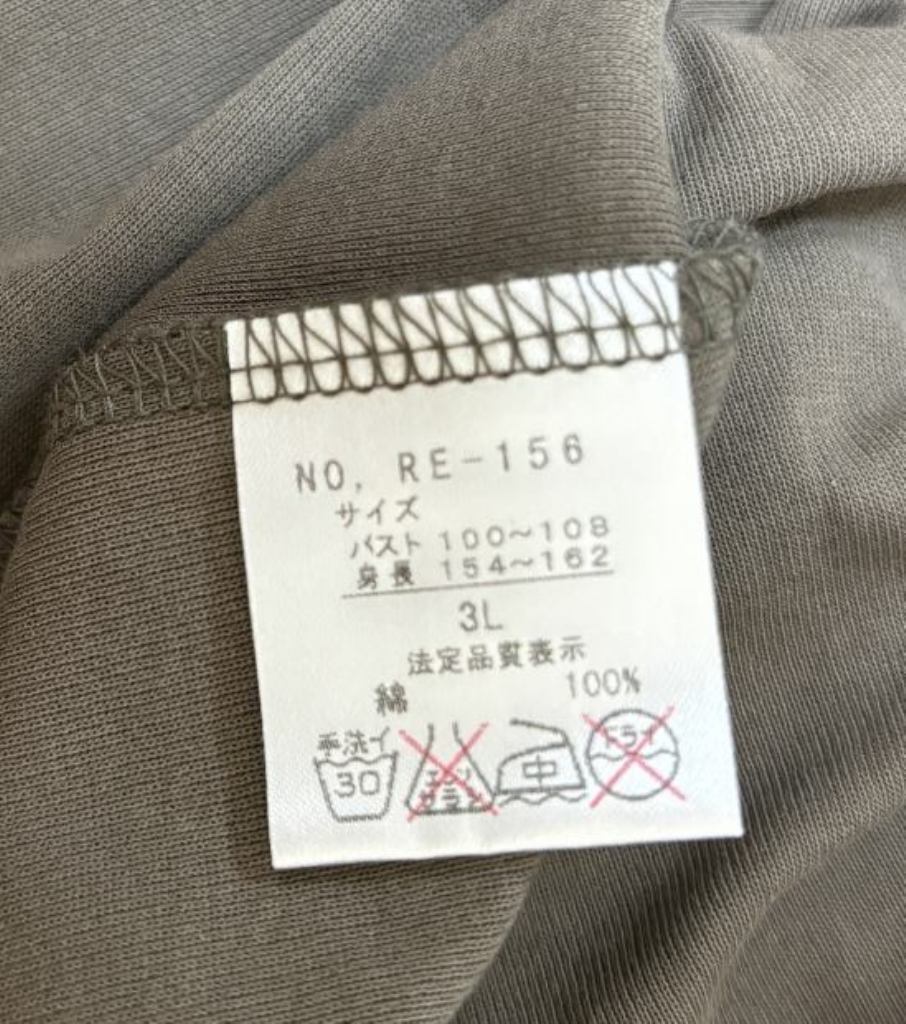 NO. RE-156
サイズ
バスト 100~108
身長 154~162
3L
法定品質表示
綿 100%
手洗イ
30 エンソ 中 ドライ
サラシ